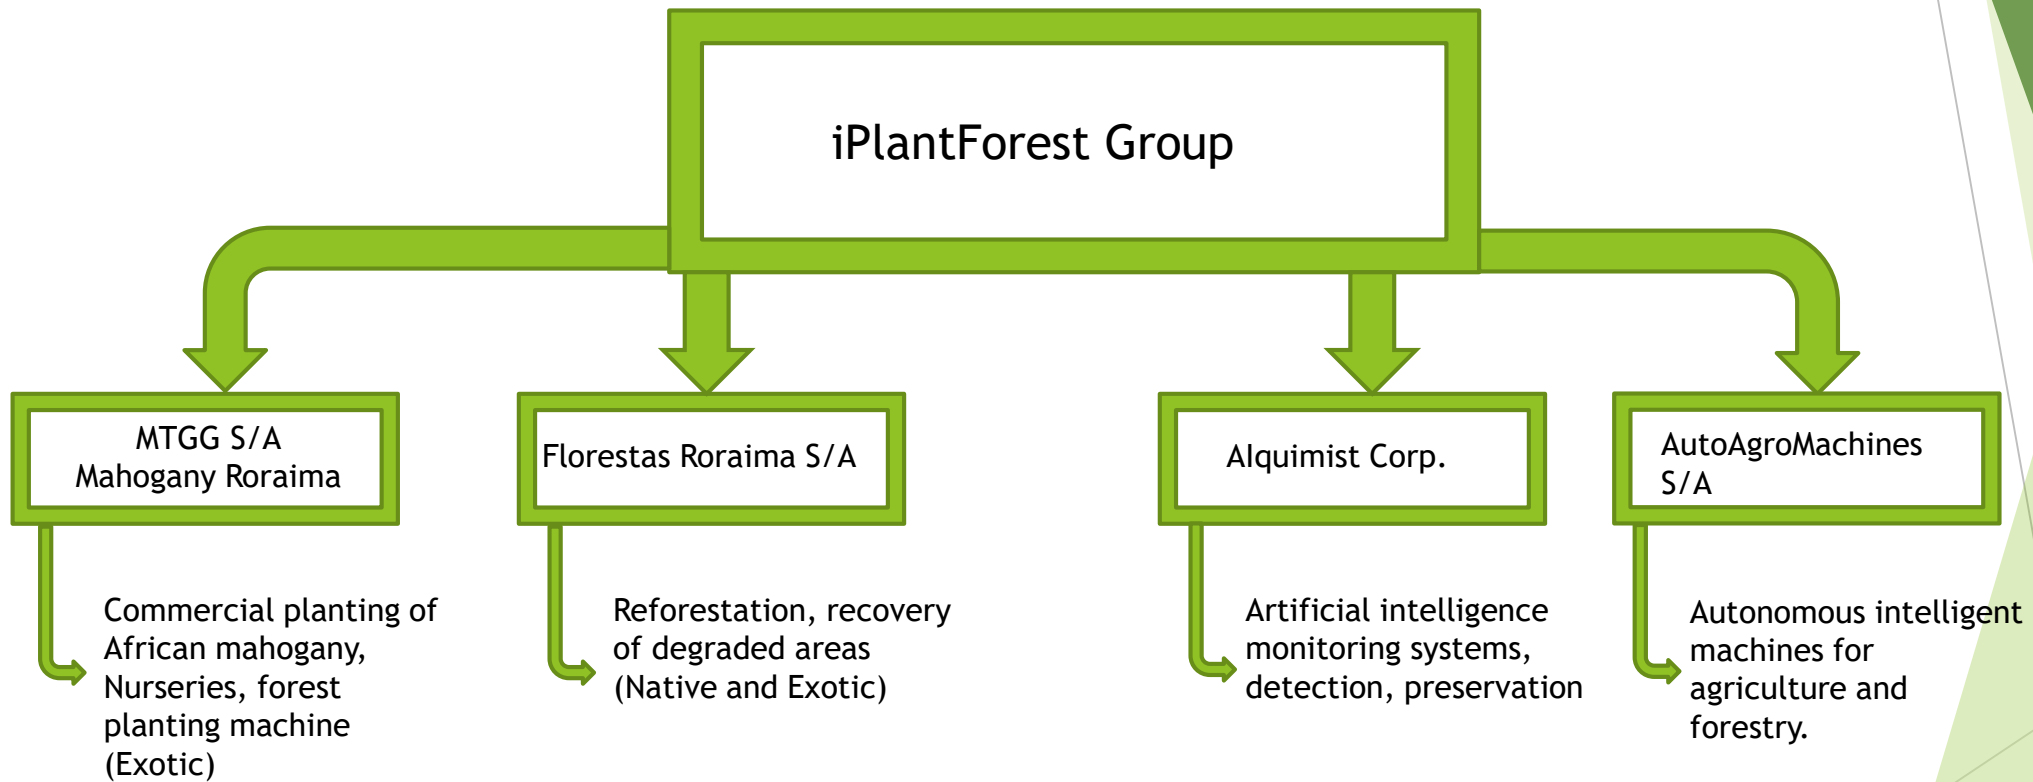 iPlantForest Group
MTGG S/A
Mahogany Roraima
Florestas Roraima S/A
Alquimist Corp.
AutoAgroMachines
S/A
Commercial planting of
African mahogany,
Nurseries, forest
planting machine
(Exotic)
Reforestation, recovery
of degraded areas
(Native and Exotic)
Artificial intelligence
monitoring systems,
detection, preservation
Autonomous intelligent
machines for
agriculture and
forestry.